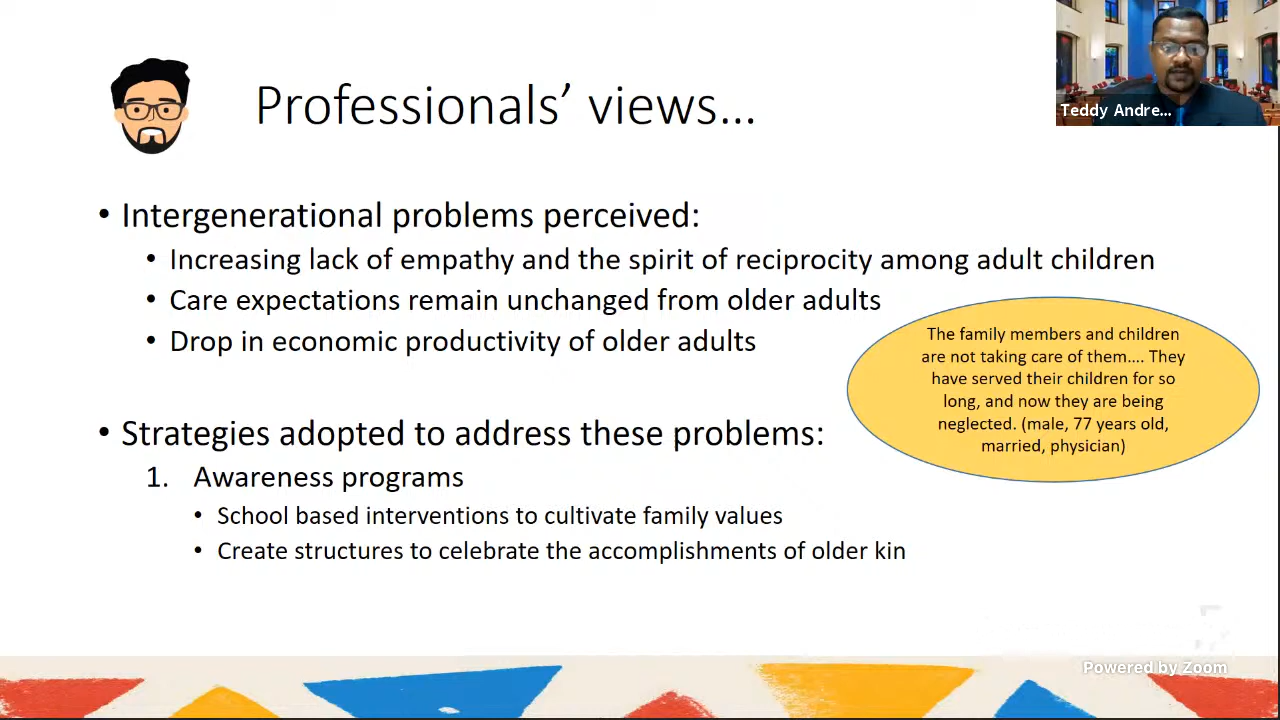 Professionals’ views...
Teddy Andre...
• Intergenerational problems perceived:
• Increasing lack of empathy and the spirit of reciprocity among adult children
• Care expectations remain unchanged from older adults
• Drop in economic productivity of older adults
The family members and children
are not taking care of them.... They
have served their children for so
long, and now they are being
neglected. (male, 77 years old,
married, physician)
• Strategies adopted to address these problems:
1. Awareness programs
• School based interventions to cultivate family values
• Create structures to celebrate the accomplishments of older kin
Powered by Zoom